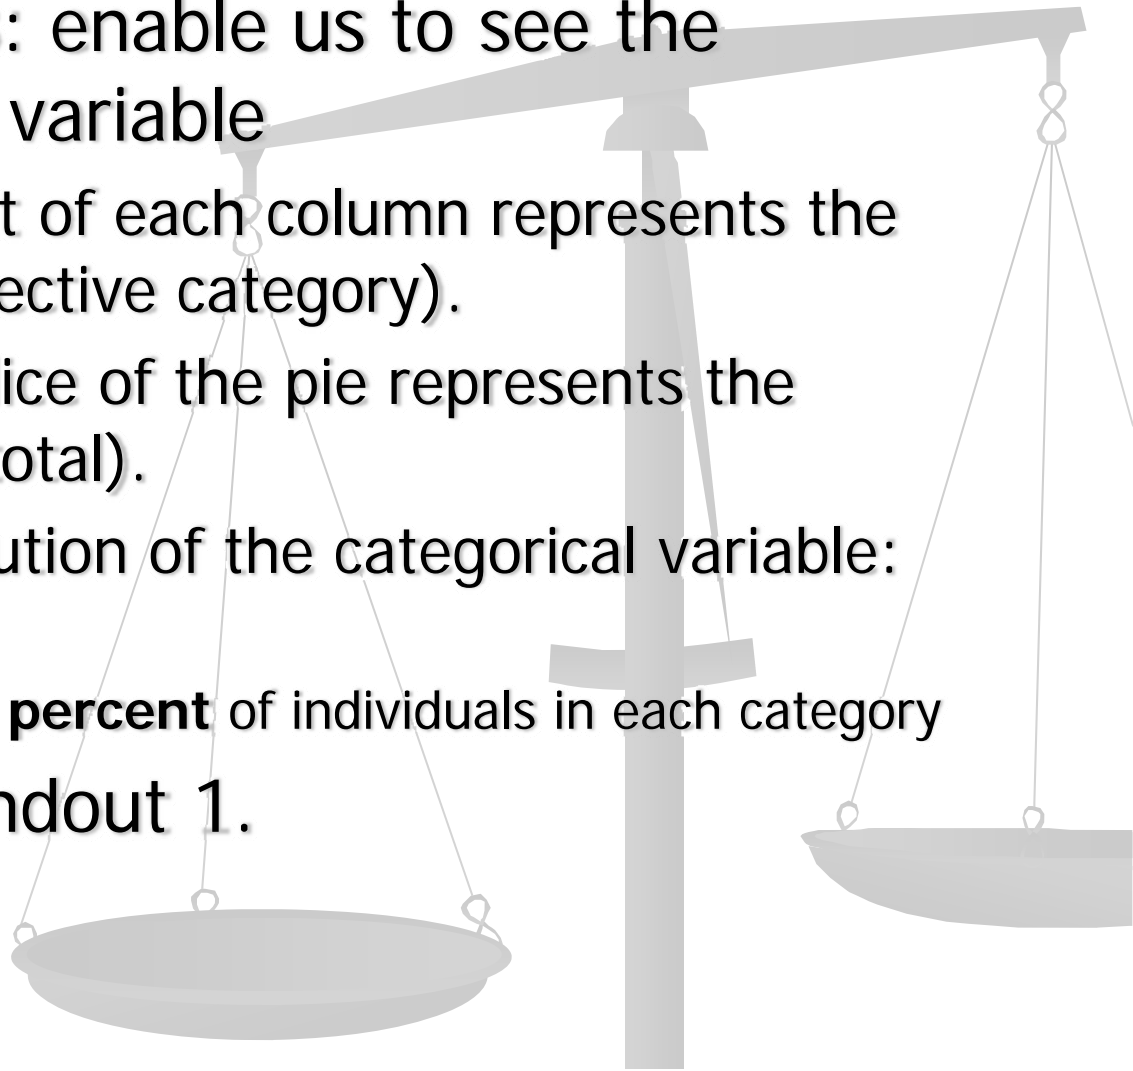 : enable us to see the
variable
t of each column represents the
ective category).
ice of the pie represents the
otal).
ution of the categorical variable:
percent of individuals in each category
ndout 1.